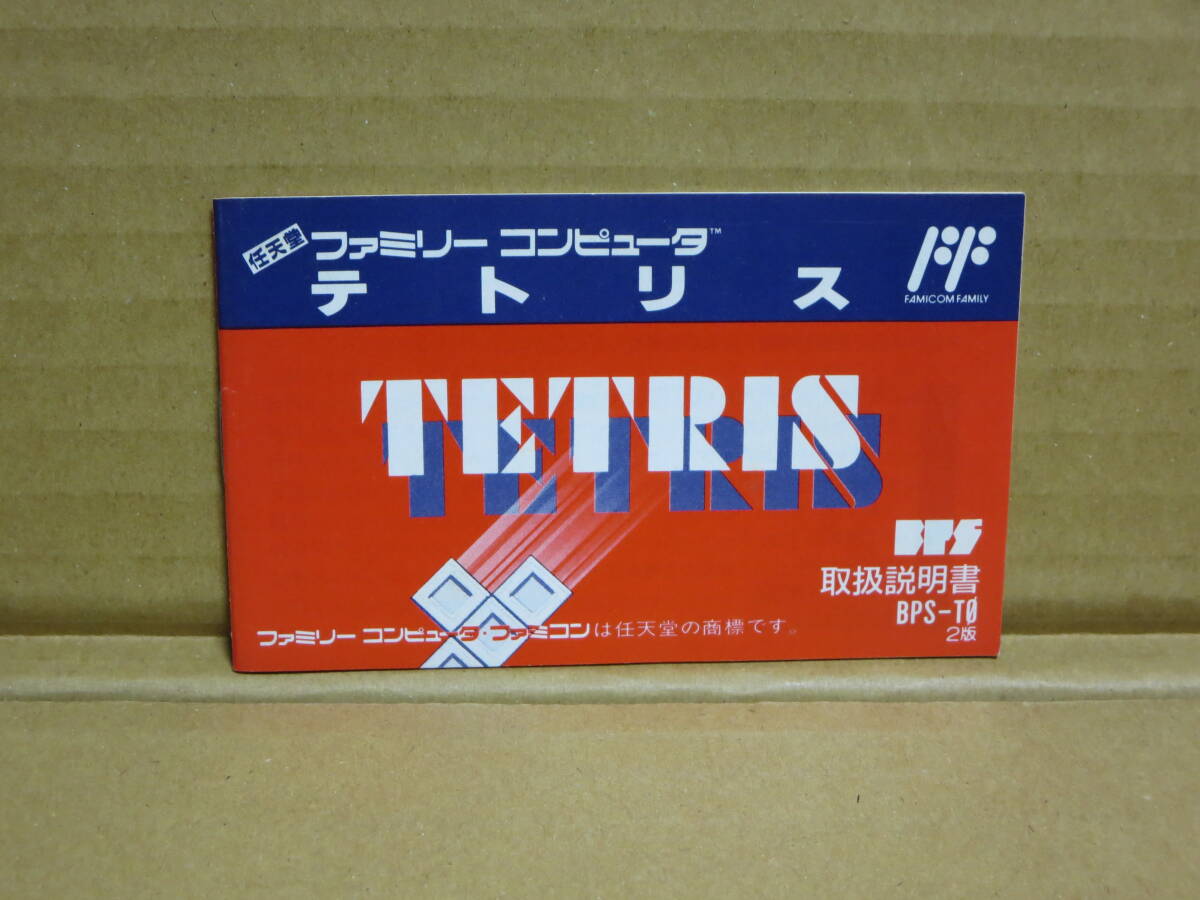 任天堂 ファミリー コンピュータ™
テトリス
FAMICOM FAMILY
TETRIS
BPS
取扱説明書
BPS-TØ
2版
ファミリー コンピュータ・ファミコンは任天堂の商標です。